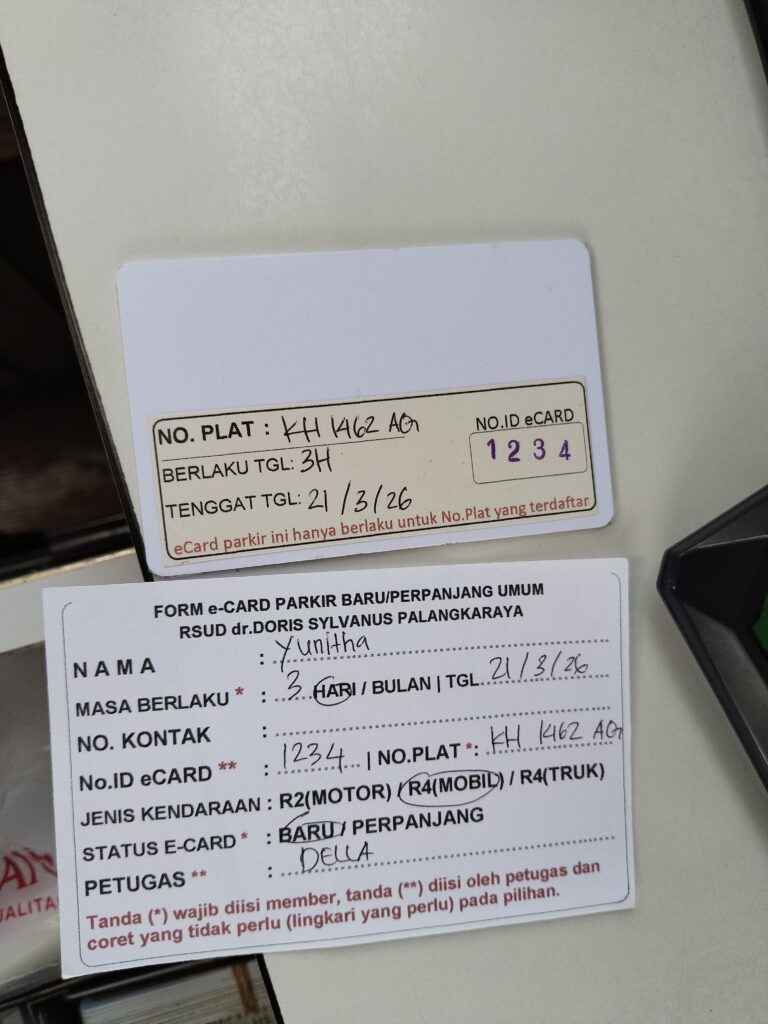 NO. PLAT : KH 1462 AG
NO.ID eCARD
1234
BERLAKU TGL: 3H
TENGGAT TGL: 21/3/26
eCard parkir ini hanya berlaku untuk No.Plat yang terdaftar
FORM e-CARD PARKIR BARU/PERPANJANG UMUM
RSUD dr.DORIS SYLVANUS PALANGKARAYA
NAMA : Yunitha
MASA BERLAKU * : 3 HARI / BULAN | TGL 21/3/26
NO. KONTAK :
No.ID eCARD ** : 1234 | NO.PLAT *: KH 1462 AG
JENIS KENDARAAN : R2(MOTOR) / R4(MOBIL) / R4(TRUK)
STATUS E-CARD * : BARU / PERPANJANG
PETUGAS ** : DELLA
Tanda (*) wajib diisi member, tanda (**) diisi oleh petugas dan
coret yang tidak perlu (lingkari yang perlu) pada pilihan.